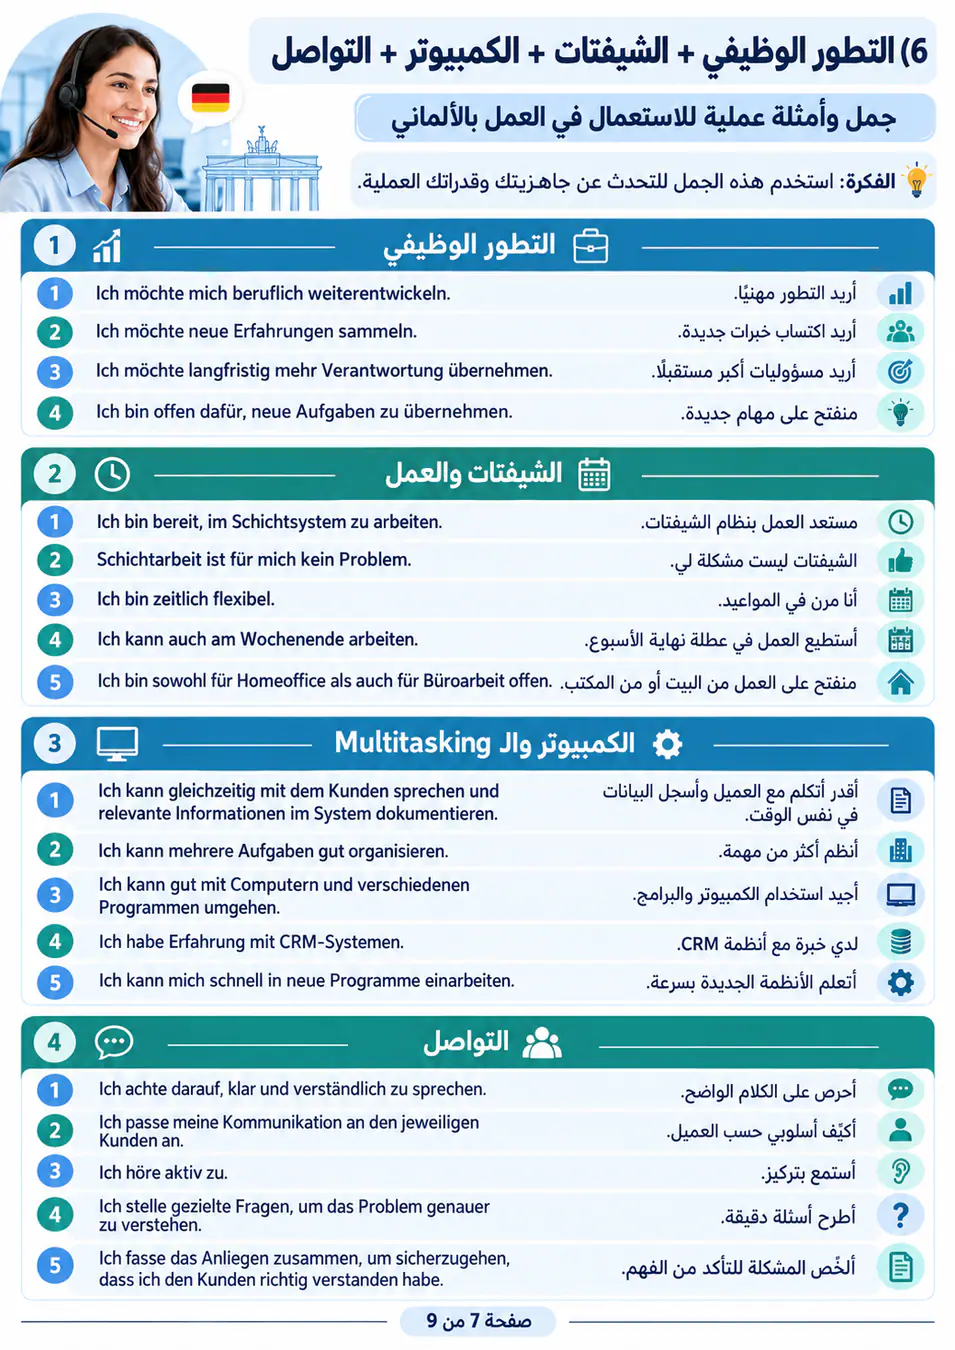 6) التطور الوظيفي + الشيفتات + الكمبيوتر + التواصل
جمل وأمثلة عملية للاستعمال في العمل بالألماني
الفكرة: استخدم هذه الجمل للتحدث عن جاهزيتك وقدراتك العملية.
1 التطور الوظيفي
1 Ich möchte mich beruflich weiterentwickeln. أريد التطور مهنيًا.
2 Ich möchte neue Erfahrungen sammeln. أريد اكتساب خبرات جديدة.
3 Ich möchte langfristig mehr Verantwortung übernehmen. أريد مسؤوليات أكبر مستقبلًا.
4 Ich bin offen dafür, neue Aufgaben zu übernehmen. منفتح على مهام جديدة.
2 الشيفتات والعمل
1 Ich bin bereit, im Schichtsystem zu arbeiten. مستعد العمل بنظام الشيفتات.
2 Schichtarbeit ist für mich kein Problem. الشيفتات ليست مشكلة لي.
3 Ich bin zeitlich flexibel. أنا مرن في المواعيد.
4 Ich kann auch am Wochenende arbeiten. أستطيع العمل في عطلة نهاية الأسبوع.
5 Ich bin sowohl für Homeoffice als auch für Büroarbeit offen. منفتح على العمل من البيت أو من المكتب.
3 الكمبيوتر والـ Multitasking
1 Ich kann gleichzeitig mit dem Kunden sprechen und
relevante Informationen im System dokumentieren.
أقدر أتكلم مع العميل وأسجل البيانات
في نفس الوقت.
2 Ich kann mehrere Aufgaben gut organisieren. أنظم أكثر من مهمة.
3 Ich kann gut mit Computern und verschiedenen
Programmen umgehen.
أجيد استخدام الكمبيوتر والبرامج.
4 Ich habe Erfahrung mit CRM-Systemen. لدي خبرة مع أنظمة CRM.
5 Ich kann mich schnell in neue Programme einarbeiten. أتعلم الأنظمة الجديدة بسرعة.
4 التواصل
1 Ich achte darauf, klar und verständlich zu sprechen. أحرص على الكلام الواضح.
2 Ich passe meine Kommunikation an den jeweiligen
Kunden an.
أكيّف أسلوبي حسب العميل.
3 Ich höre aktiv zu. أستمع بتركيز.
4 Ich stelle gezielte Fragen, um das Problem genauer
zu verstehen.
أطرح أسئلة دقيقة.
5 Ich fasse das Anliegen zusammen, um sicherzugehen,
dass ich den Kunden richtig verstanden habe.
ألخّص المشكلة للتأكد من الفهم.
صفحة 7 من 9